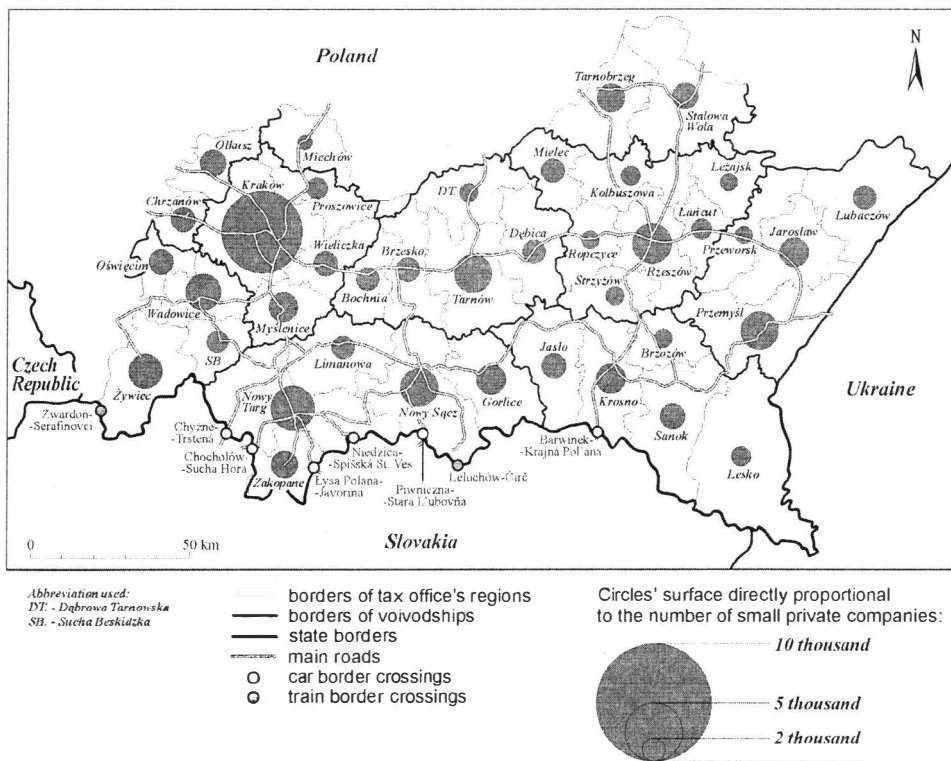 Poland
N
Tarnobrzeg
Stalowa
Wola
Olkusz
Miechów
Mielec
Leżajsk
Kraków
DT.
Kolbuszowa
Proszowice
Lubaczów
Chrzanów
Łańcut
Dębica
Wieliczka
Brzesko
Ropczyce
Przeworsk
Jarosław
Oświęcim
Rzeszów
Bochnia
Tarnów
Strzyżów
Wadowice
Myślenice
Przemyśl
SB
Limanowa
Jasło
Brzozów
Czech
Republic
Żywiec
Nowy
Targ
Nowy Sącz
Gorlice
Krosno
Ukraine
Zwardoń-
-Serafinovci
Sanok
Chyżne-
-Trstená
Barwinek-
-Krajná Pol'ana
Chochołów-
-Sucha Hora
Niedzica-
-Spišská St. Ves
Lesko
Zakopane
Łysa Polana-
-Javorina
Leluchów-Čirč
Piwniczna-
-Stara L'ubovňa
Slovakia
0 50 km
Abbreviation used:
DT. - Dąbrowa Tarnowska
SB. - Sucha Beskidzka
borders of tax office's regions
borders of voivodships
state borders
main roads
car border crossings
train border crossings
Circles' surface directly proportional
to the number of small private companies:
10 thousand
5 thousand
2 thousand